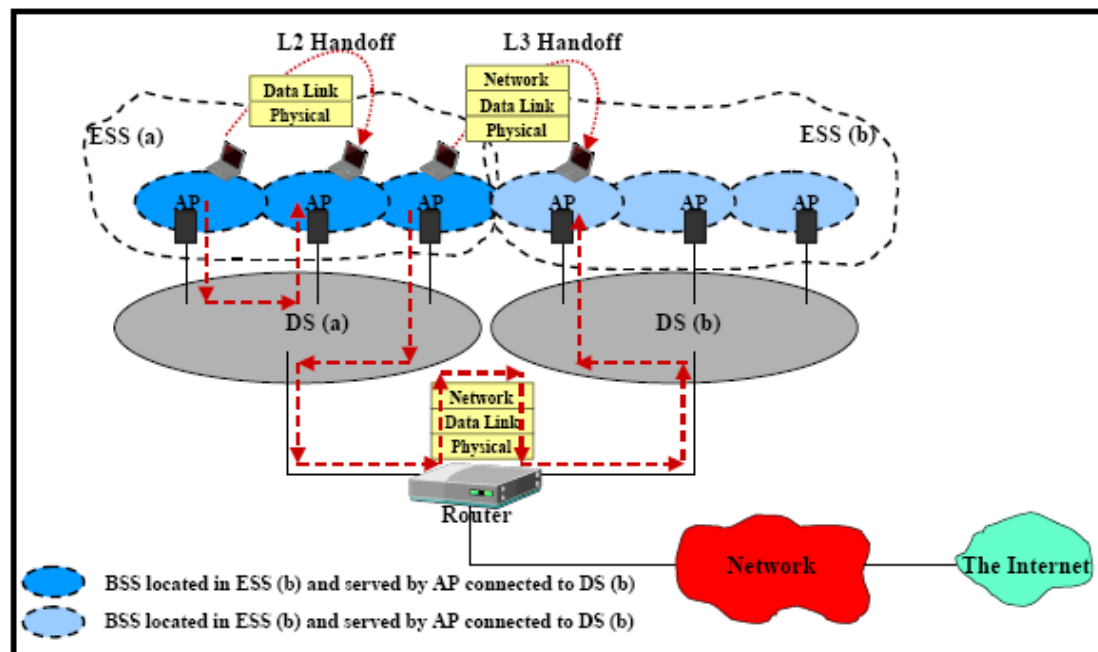 L2 Handoff
L3 Handoff
Data Link
Physical
Network
Data Link
Physical
ESS (a)
ESS (b)
AP
AP
AP
AP
AP
AP
DS (a)
DS (b)
Network
Data Link
Physical
Router
Network
The Internet
BSS located in ESS (b) and served by AP connected to DS (b)
BSS located in ESS (b) and served by AP connected to DS (b)